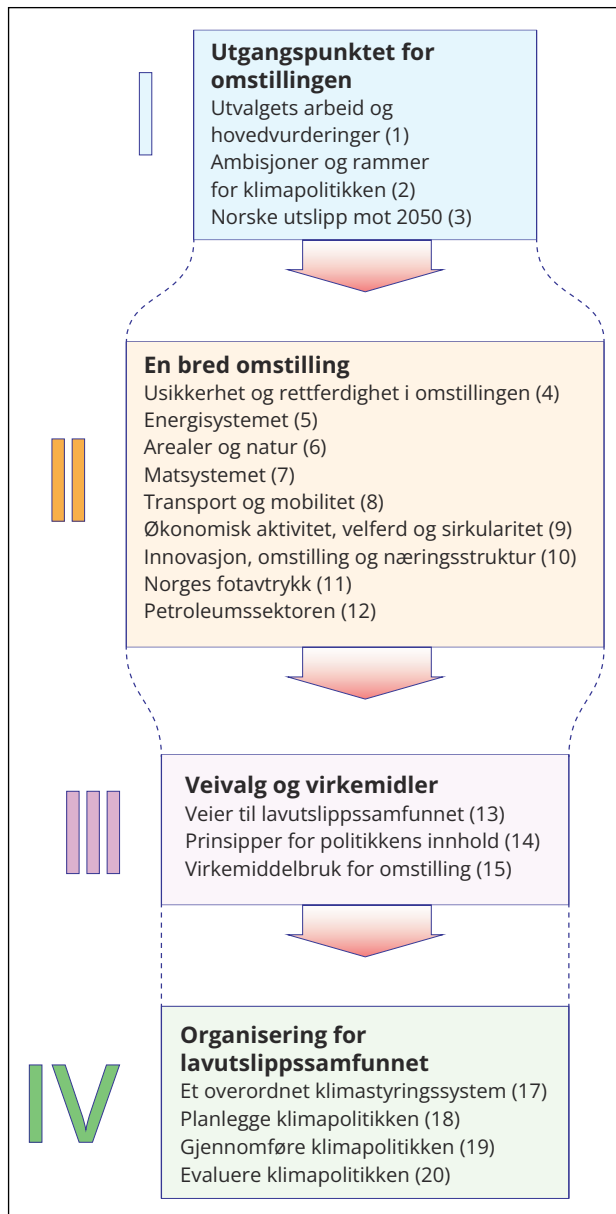 I
Utgangspunktet for
omstillingen
Utvalgets arbeid og
hovedvurderinger (1)
Ambisjoner og rammer
for klimapolitikken (2)
Norske utslipp mot 2050 (3)
II
En bred omstilling
Usikkerhet og rettferdighet i omstillingen (4)
Energisystemet (5)
Arealer og natur (6)
Matsystemet (7)
Transport og mobilitet (8)
Økonomisk aktivitet, velferd og sirkularitet (9)
Innovasjon, omstilling og næringsstruktur (10)
Norges fotavtrykk (11)
Petroleumssektoren (12)
III
Veivalg og virkemidler
Veier til lavutslippssamfunnet (13)
Prinsipper for politikkens innhold (14)
Virkemiddelbruk for omstilling (15)
IV
Organisering for
lavutslippssamfunnet
Et overordnet klimastyringssystem (17)
Planlegge klimapolitikken (18)
Gjennomføre klimapolitikken (19)
Evaluere klimapolitikken (20)